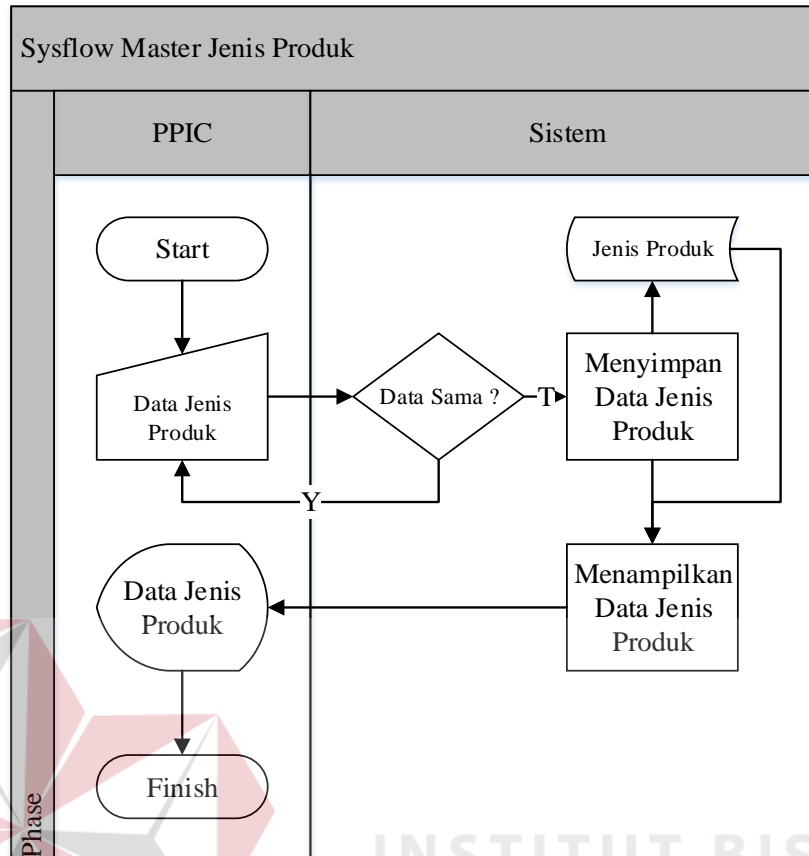 Sysflow Master Jenis Produk
PPIC
Sistem
Start
Jenis Produk
Data Jenis
Produk
Data Sama ?
T
Menyimpan
Data Jenis
Produk
Y
Data Jenis
Produk
Menampilkan
Data Jenis
Produk
Finish
Phase
INSTITUT BIS